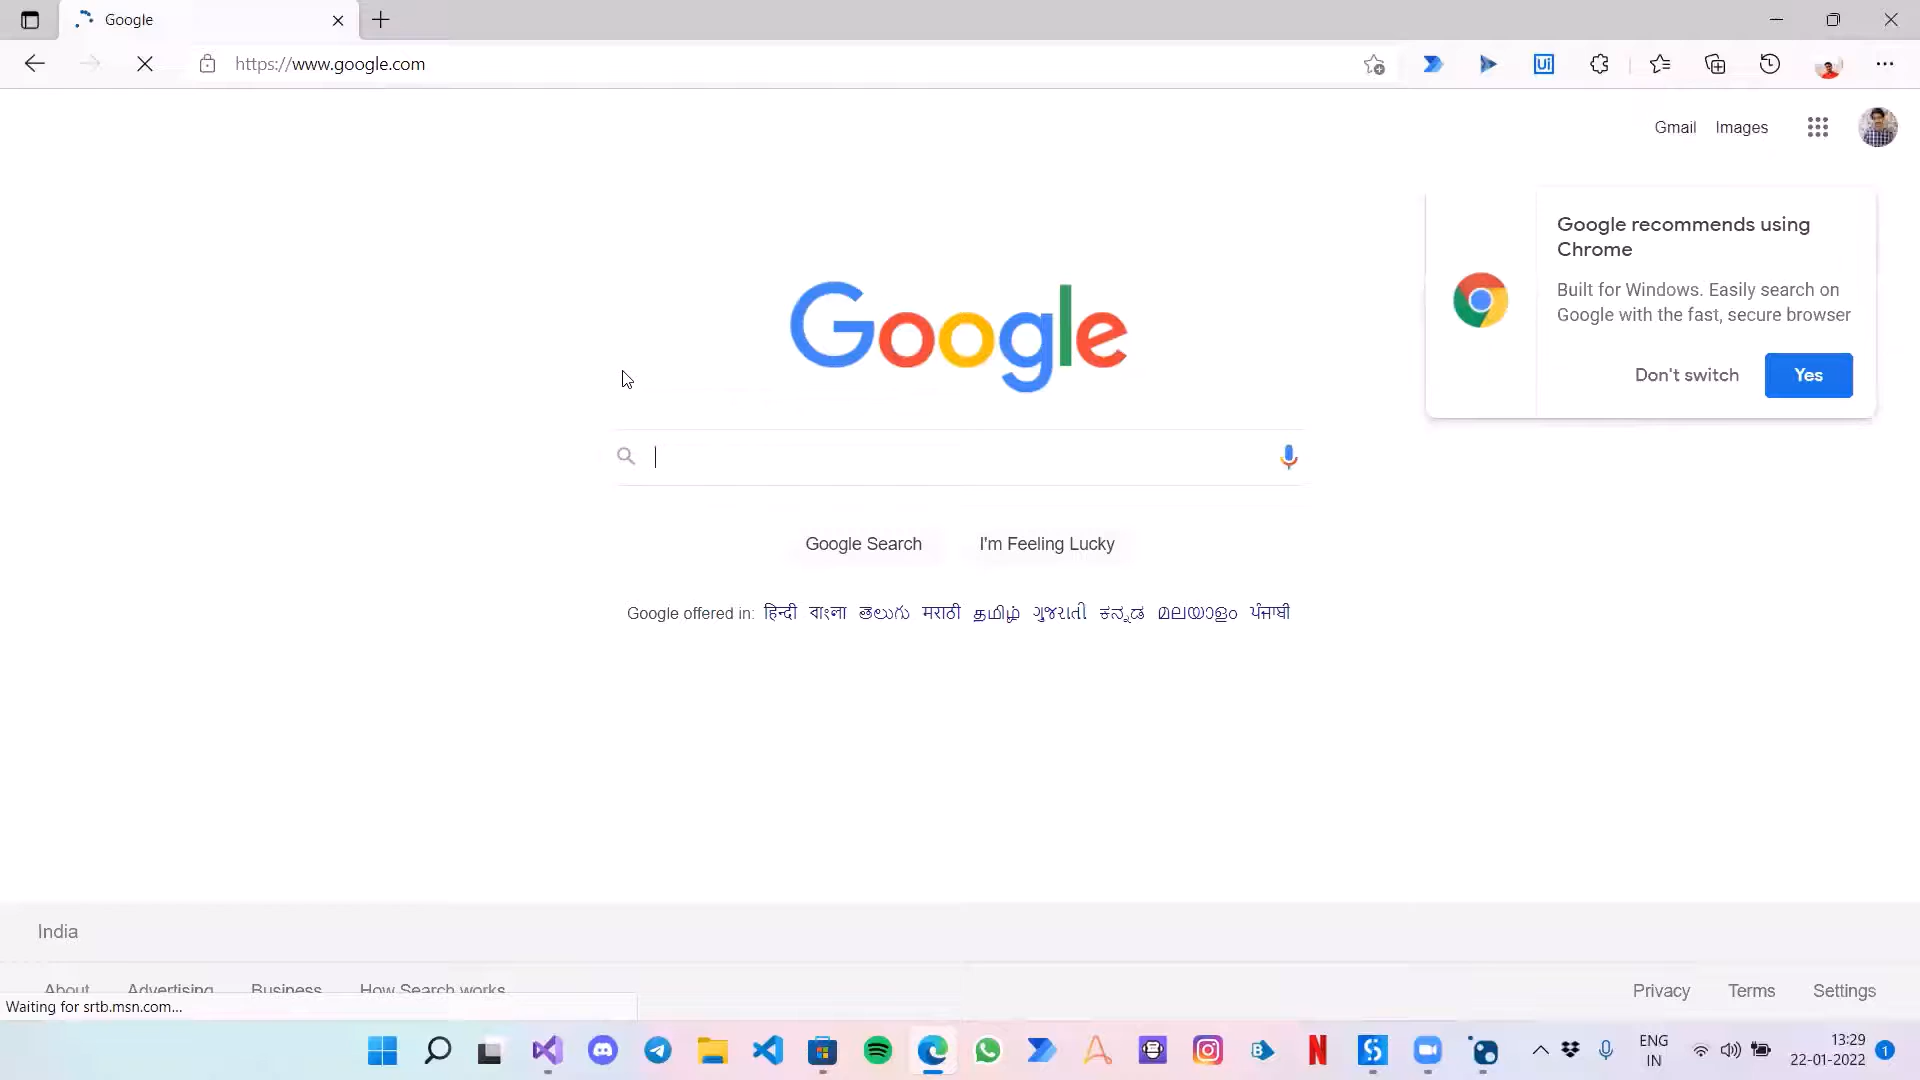 Google
https://www.google.com
Ui
Gmail Images
Google recommends using
Chrome
Built for Windows. Easily search on
Google with the fast, secure browser
Don't switch Yes
Google
Google Search I'm Feeling Lucky
Google offered in: हिन्दी বাংলা తెలుగు मराठी தமிழ் ગુજરાતી ಕನ್ನಡ മലയാളം ਪੰਜਾਬੀ
India
About Advertising Business How Search works
Privacy Terms Settings
Waiting for srtb.msn.com...
ENG
IN
13:29
22-01-2022
1